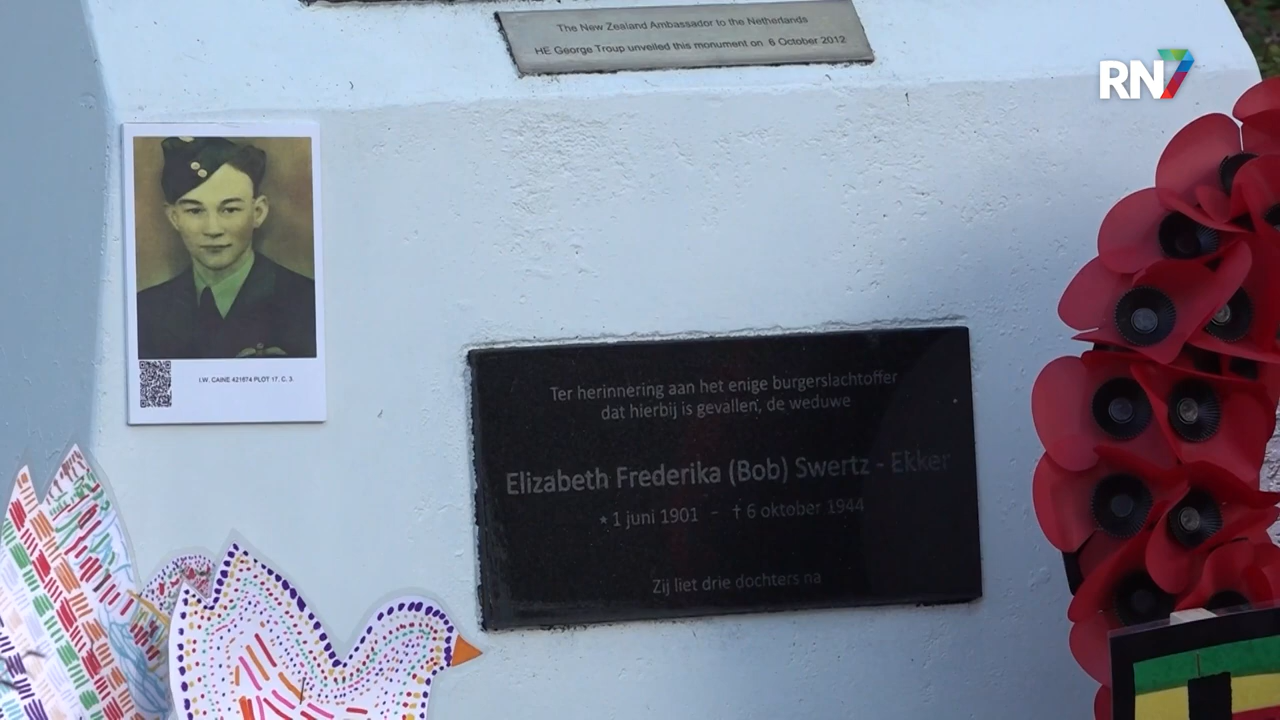 The New Zealand Ambassador to the Netherlands
HE George Troup unveiled this monument on 6 October 2012
RN7
I.W. CAINE 421674 PLOT 17. C. 3.
Ter herinnering aan het enige burgerslachtoffer
dat hierbij is gevallen, de weduwe
Elizabeth Frederika (Bob) Swertz - Ekker
* 1 juni 1901 - † 6 oktober 1944
Zij liet drie dochters na